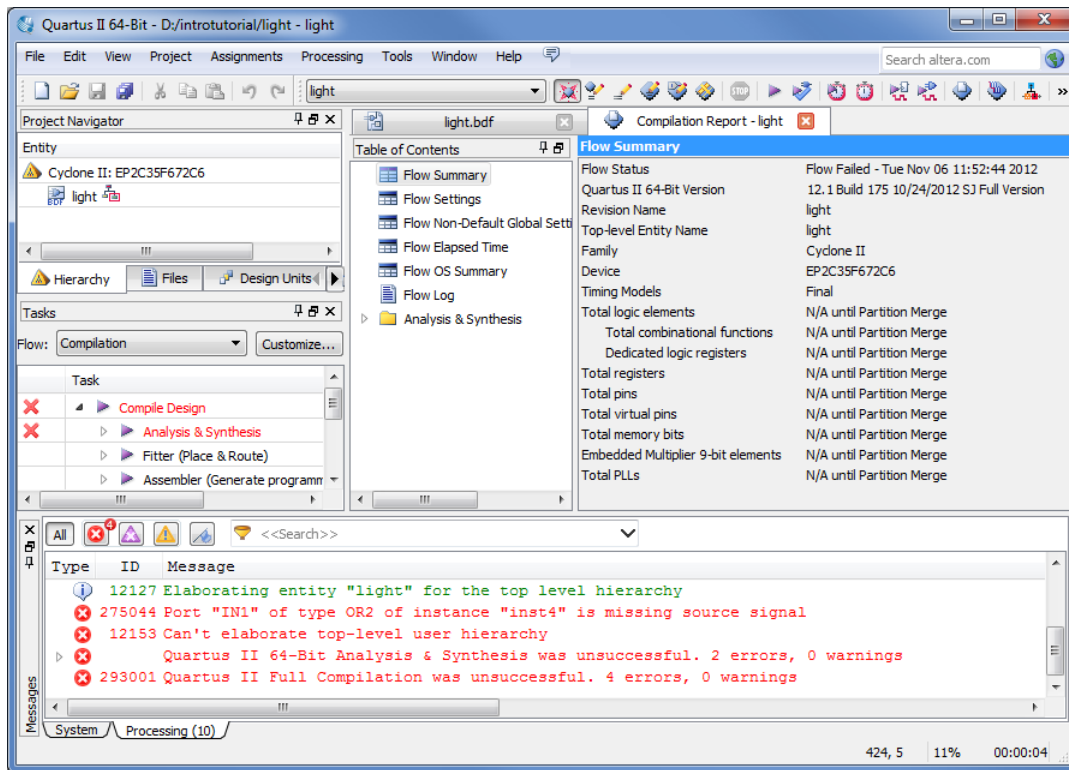 Quartus II 64-Bit - D:/introtutorial/light - light
File Edit View Project Assignments Processing Tools Window Help
Search altera.com
light
STOP
»
Project Navigator
Entity
Cyclone II: EP2C35F672C6
BDF light
Hierarchy Files Design Units
Tasks
Flow: Compilation Customize...
Task
Compile Design
Analysis & Synthesis
Fitter (Place & Route)
Assembler (Generate programm
light.bdf
Compilation Report - light
Table of Contents
Flow Summary
Flow Settings
Flow Non-Default Global Setti
Flow Elapsed Time
Flow OS Summary
Flow Log
Analysis & Synthesis
Flow Summary
Flow Status Flow Failed - Tue Nov 06 11:52:44 2012
Quartus II 64-Bit Version 12.1 Build 175 10/24/2012 SJ Full Version
Revision Name light
Top-level Entity Name light
Family Cyclone II
Device EP2C35F672C6
Timing Models Final
Total logic elements N/A until Partition Merge
Total combinational functions N/A until Partition Merge
Dedicated logic registers N/A until Partition Merge
Total registers N/A until Partition Merge
Total pins N/A until Partition Merge
Total virtual pins N/A until Partition Merge
Total memory bits N/A until Partition Merge
Embedded Multiplier 9-bit elements N/A until Partition Merge
Total PLLs N/A until Partition Merge
All 4 <<Search>>
Type ID Message
12127 Elaborating entity "light" for the top level hierarchy
275044 Port "IN1" of type OR2 of instance "inst4" is missing source signal
12153 Can't elaborate top-level user hierarchy
Quartus II 64-Bit Analysis & Synthesis was unsuccessful. 2 errors, 0 warnings
293001 Quartus II Full Compilation was unsuccessful. 4 errors, 0 warnings
Messages
System Processing (10)
424, 5 11% 00:00:04